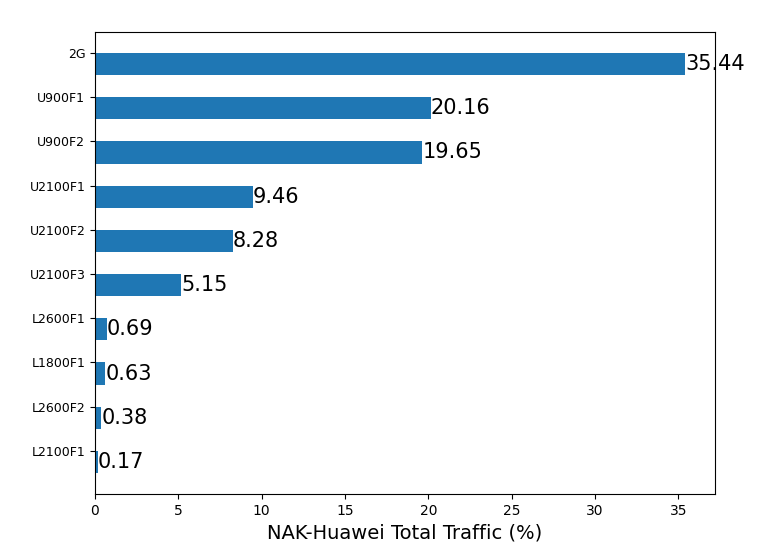 2G 35.44
U900F1 20.16
U900F2 19.65
U2100F1 9.46
U2100F2 8.28
U2100F3 5.15
L2600F1 0.69
L1800F1 0.63
L2600F2 0.38
L2100F1 0.17
0 5 10 15 20 25 30 35
NAK-Huawei Total Traffic (%)